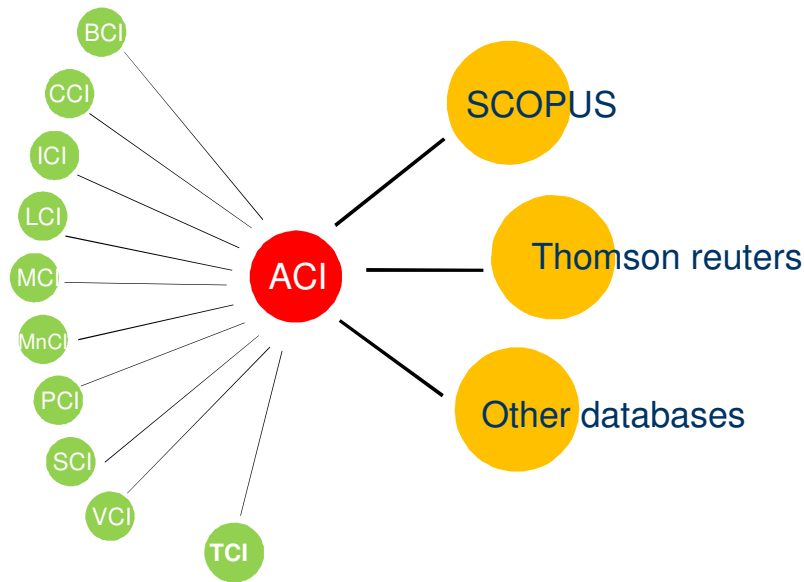 BCI
CCI
ICI
LCI
MCI
MnCI
PCI
SCI
VCI
TCI
ACI
SCOPUS
Thomson reuters
Other databases